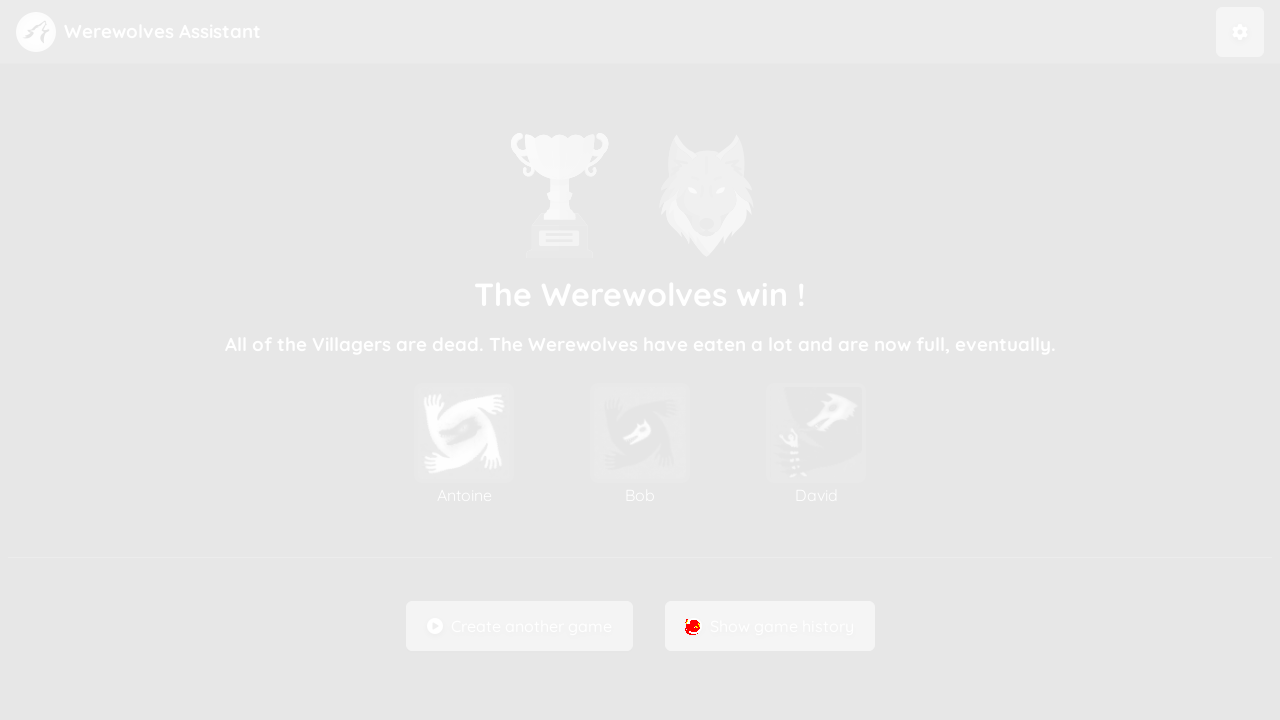 Werewolves Assistant
The Werewolves win !
All of the Villagers are dead. The Werewolves have eaten a lot and are now full, eventually.
Antoine
Bob
David
Create another game
Show game history